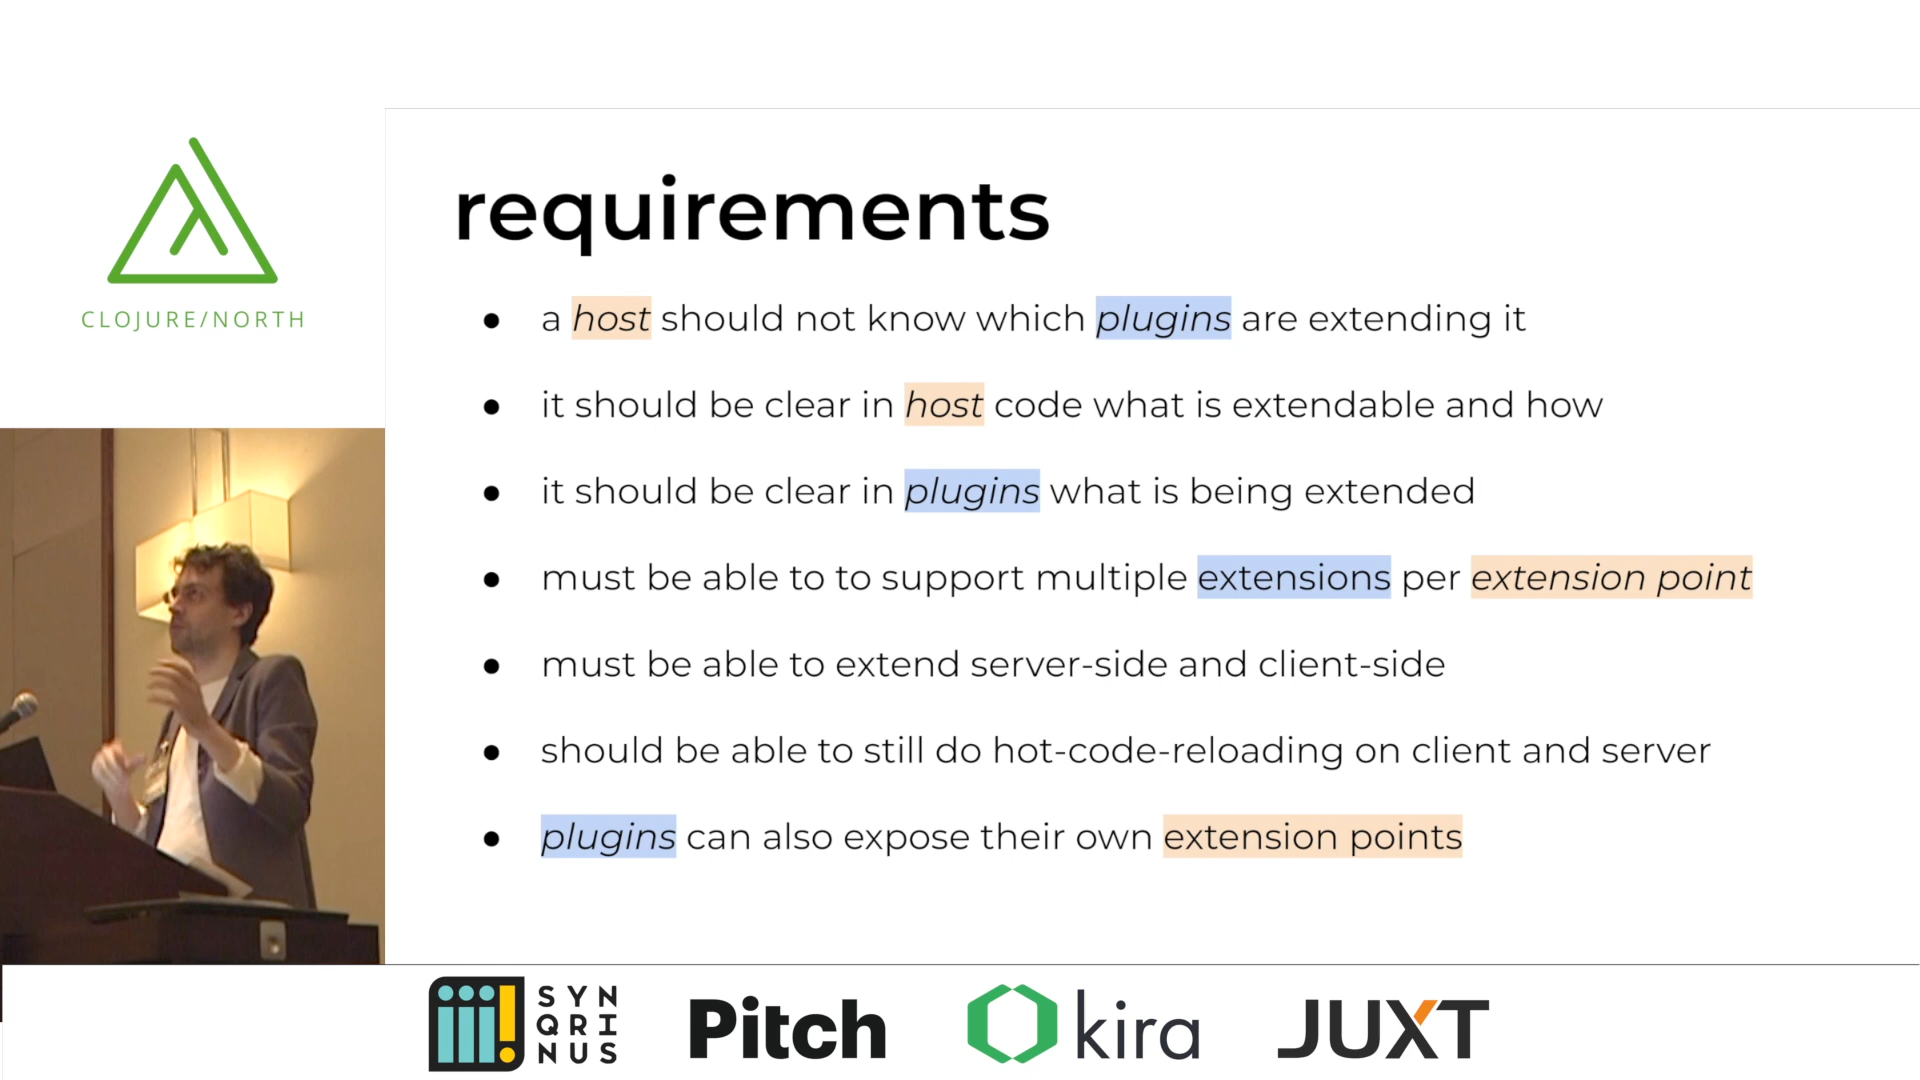 CLOJURE/NORTH
requirements
● a host should not know which plugins are extending it
● it should be clear in host code what is extendable and how
● it should be clear in plugins what is being extended
● must be able to to support multiple extensions per extension point
● must be able to extend server-side and client-side
● should be able to still do hot-code-reloading on client and server
● plugins can also expose their own extension points
SYN
QRI
NUS
Pitch
kira
JUXT